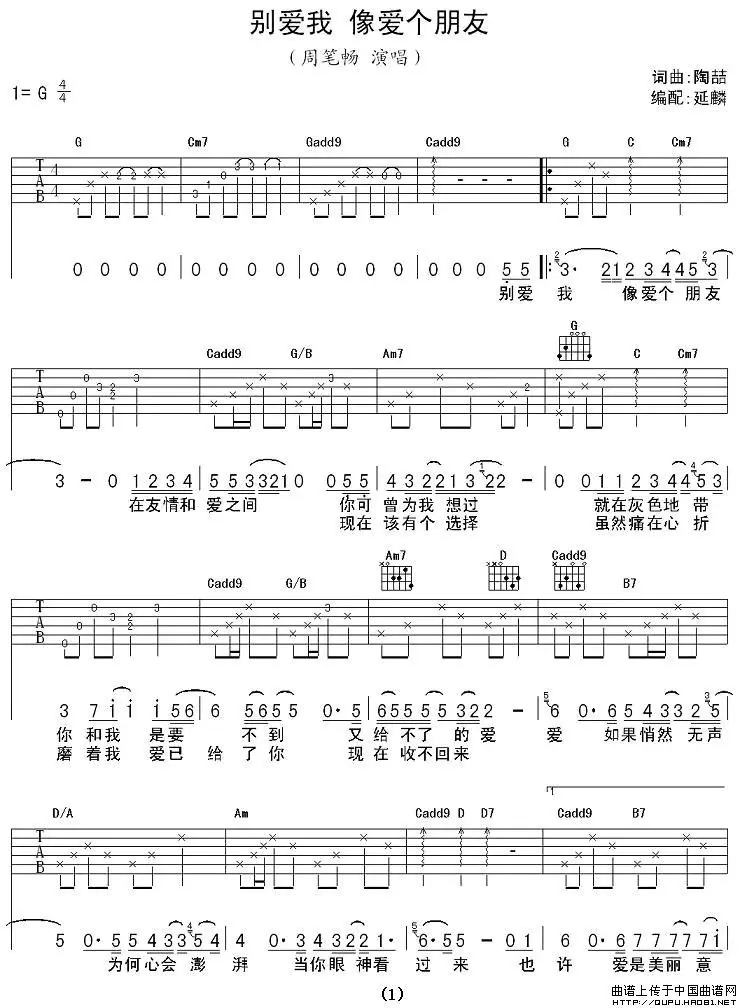 别爱我 像爱个朋友
(周笔畅 演唱)
1= G 4/4
词曲:陶喆
编配:延麟
G Cm7 Gadd9 Cadd9 G C Cm7
0 0 0 0 0 0 0 0 0 0 0 0 0 0 0 5 5 3· 2 1 2 3 4 4 5 3
别爱 我 像爱个 朋友
Cadd9 G/B Am7 G C Cm7
3 - 0 1 2 3 4 5 5 3 3 2 1 0 0 5 5 4 3 2 2 1 3 2 2 - 0 0 1 1 2 3 4 4 5 3
在友情和 爱之间 你可 曾为我 想过 就在灰色地 带
现在 该有个 选择 虽然痛在心 折
Cadd9 G/B Am7 D Cadd9 B7
3 7 i i i 5 6 6 5 6 5 5 0· 5 6 5 5 5 5 3 2 2 - 6 0· 6 5 4 3 3 2 5
你 和我 是要 不到 又给 不了 的爱 爱 如果悄然 无声
磨 着我 爱已 给 了你 现在 收不回来
D/A Am Cadd9 D D7 1. Cadd9 B7
5 0· 5 5 4 3 3 5 4 4 0· 3 0 4 3 2 2 1 6· 5 5 - 0 1 6 0· 6 7 7 7 7 1
为何心会 澎 湃 当你眼 神看 过 来 也 许 爱是美丽 意
(1)
曲谱上传于中国曲谱网
http://QUPU.HAO81.NET